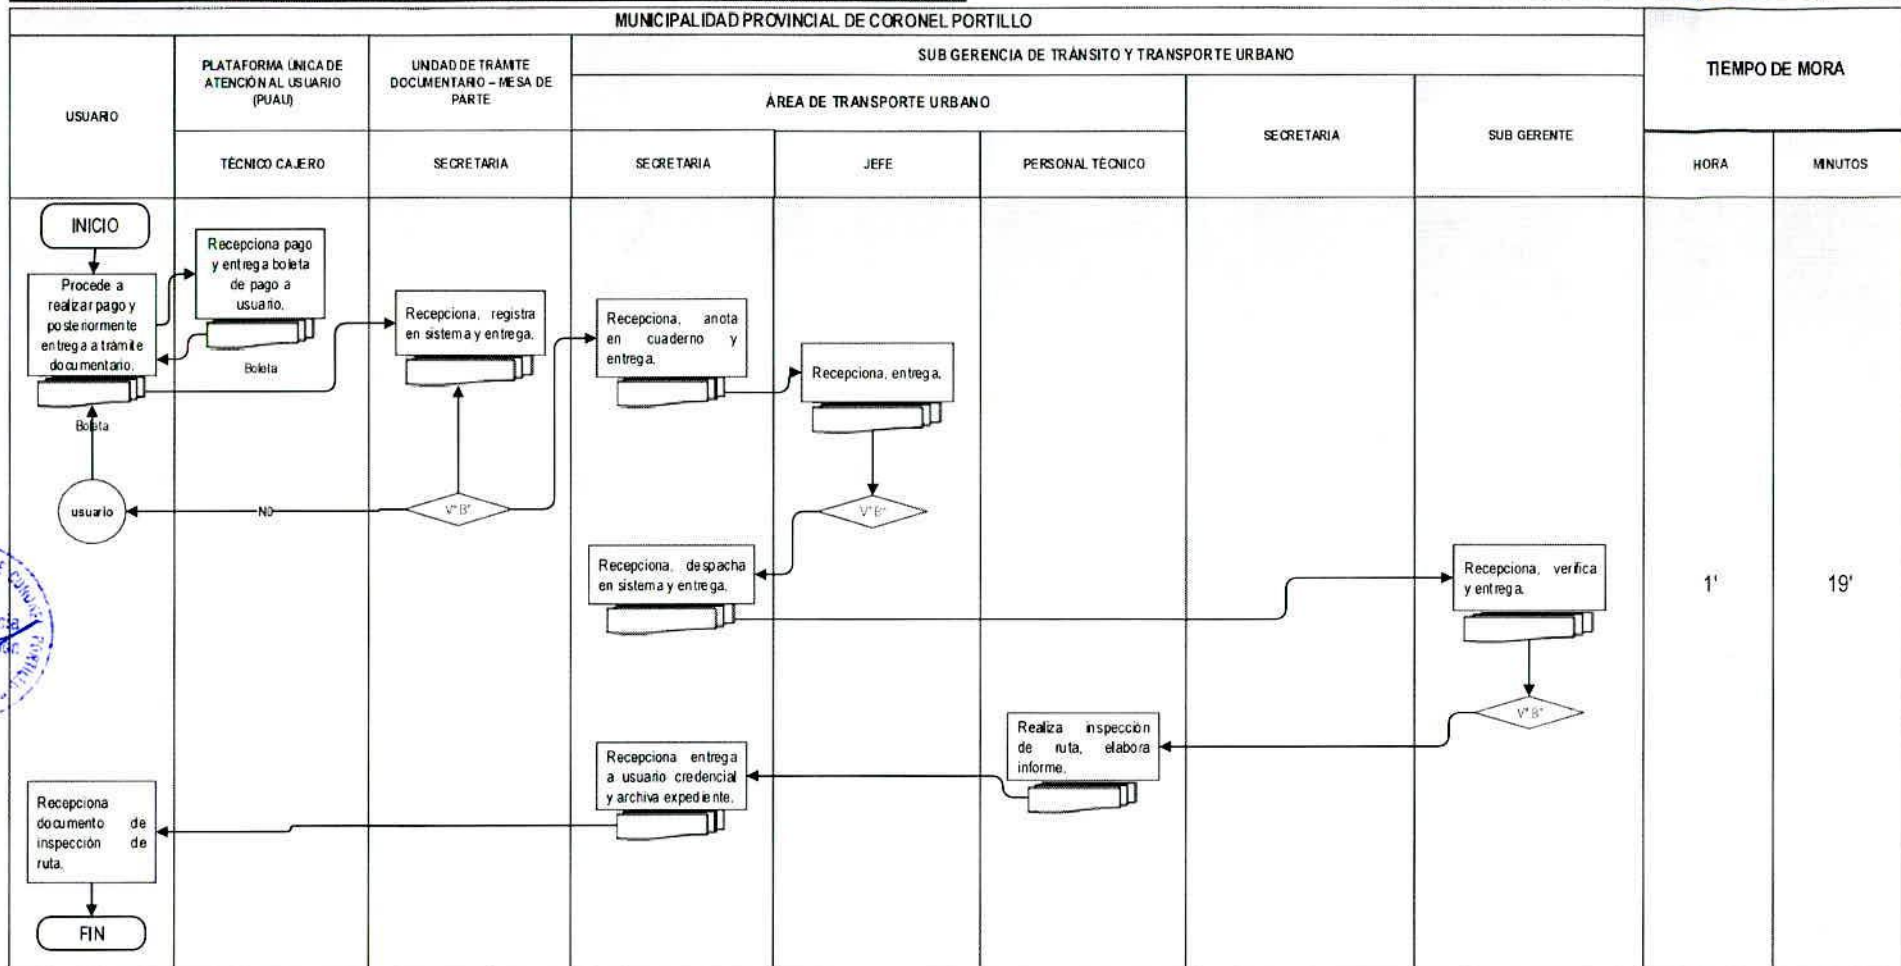 MUNICIPALIDAD PROVINCIAL DE CORONEL PORTILLO
USUARIO
PLATAFORMA ÚNICA DE
ATENCIÓN AL USUARIO
(PUAU)
UNIDAD DE TRÁMITE
DOCUMENTARIO – MESA DE
PARTE
SUB GERENCIA DE TRÁNSITO Y TRANSPORTE URBANO
TIEMPO DE MORA
ÁREA DE TRANSPORTE URBANO
SECRETARIA
SUB GERENTE
TÉCNICO CAJERO
SECRETARIA
SECRETARIA
JEFE
PERSONAL TÉCNICO
HORA
MINUTOS
INICIO
Procede a
realizar pago y
posteriormente
entrega a trámite
documentario.
Boleta
usuario
Recepciona pago
y entrega boleta
de pago a
usuario.
Boleta
Recepciona, registra
en sistema y entrega.
V°B°
NO
Recepciona, anota
en cuaderno y
entrega.
Recepciona, entrega.
V°B°
Recepciona, despacha
en sistema y entrega.
Recepciona, verifica
y entrega.
V°B°
1'
19'
Realiza inspección
de ruta, elabora
informe.
Recepciona entrega
a usuario credencial
y archiva expediente.
Recepciona
documento de
inspección de
ruta.
FIN
CORONEL PORTILLO